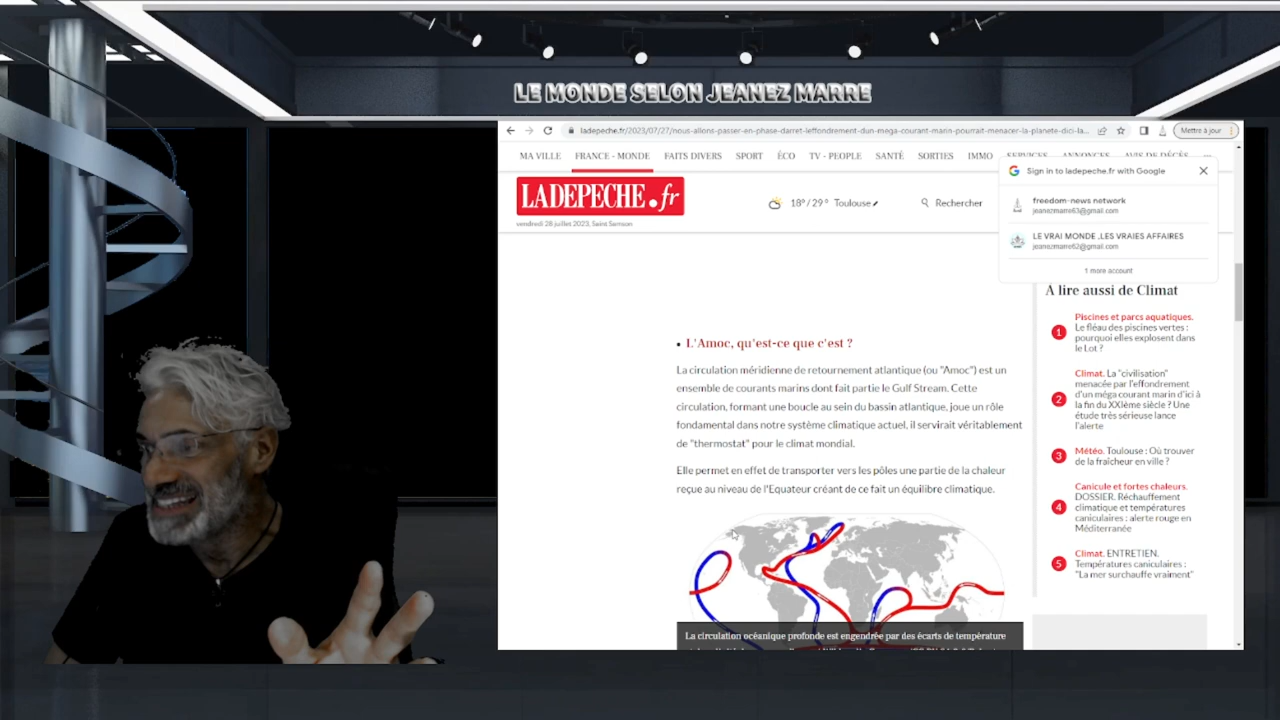 LE MONDE SELON JEANEZ MARRE
ladepeche.fr/2023/07/27/nous-allons-passer-en-phase-darret-leffondrement-dun-mega-courant-marin-pourrait-menacer-la-planete-dici-la...
Mettre à jour
MA VILLE FRANCE - MONDE FAITS DIVERS SPORT ÉCO TV - PEOPLE SANTÉ SORTIES IMMO SERVICES ANNONCES AVIS DE DÉCÈS ...
LADEPECHE.fr
18° / 29° Toulouse
Rechercher
vendredi 28 juillet 2023, Saint Samson
Sign in to ladepeche.fr with Google
freedom-news network
jeanezmarre63@gmail.com
LE VRAI MONDE .LES VRAIES AFFAIRES
jeanezmarre62@gmail.com
1 more account
• L'Amoc, qu'est-ce que c'est ?
La circulation méridienne de retournement atlantique (ou "Amoc") est un
ensemble de courants marins dont fait partie le Gulf Stream. Cette
circulation, formant une boucle au sein du bassin atlantique, joue un rôle
fondamental dans notre système climatique actuel, il servirait véritablement
de "thermostat" pour le climat mondial.
Elle permet en effet de transporter vers les pôles une partie de la chaleur
reçue au niveau de l'Equateur créant de ce fait un équilibre climatique.
La circulation océanique profonde est engendrée par des écarts de température
A lire aussi de Climat
1
Piscines et parcs aquatiques.
Le fléau des piscines vertes :
pourquoi elles explosent dans
le Lot ?
2
Climat. La "civilisation"
menacée par l'effondrement
d'un méga courant marin d'ici à
la fin du XXIème siècle ? Une
étude très sérieuse lance
l'alerte
3
Météo. Toulouse : Où trouver
de la fraîcheur en ville ?
4
Canicule et fortes chaleurs.
DOSSIER. Réchauffement
climatique et températures
caniculaires : alerte rouge en
Méditerranée
5
Climat. ENTRETIEN.
Températures caniculaires :
"La mer surchauffe vraiment"